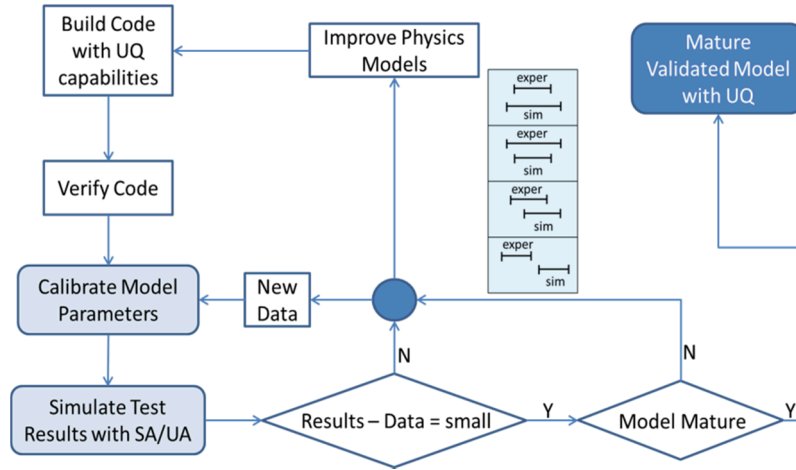 Build Code
with UQ
capabilities
Improve Physics
Models
Mature
Validated Model
with UQ
exper
sim
exper
sim
exper
sim
exper
sim
Verify Code
Calibrate Model
Parameters
New
Data
N
N
Simulate Test
Results with SA/UA
Results – Data = small
Y
Model Mature
Y